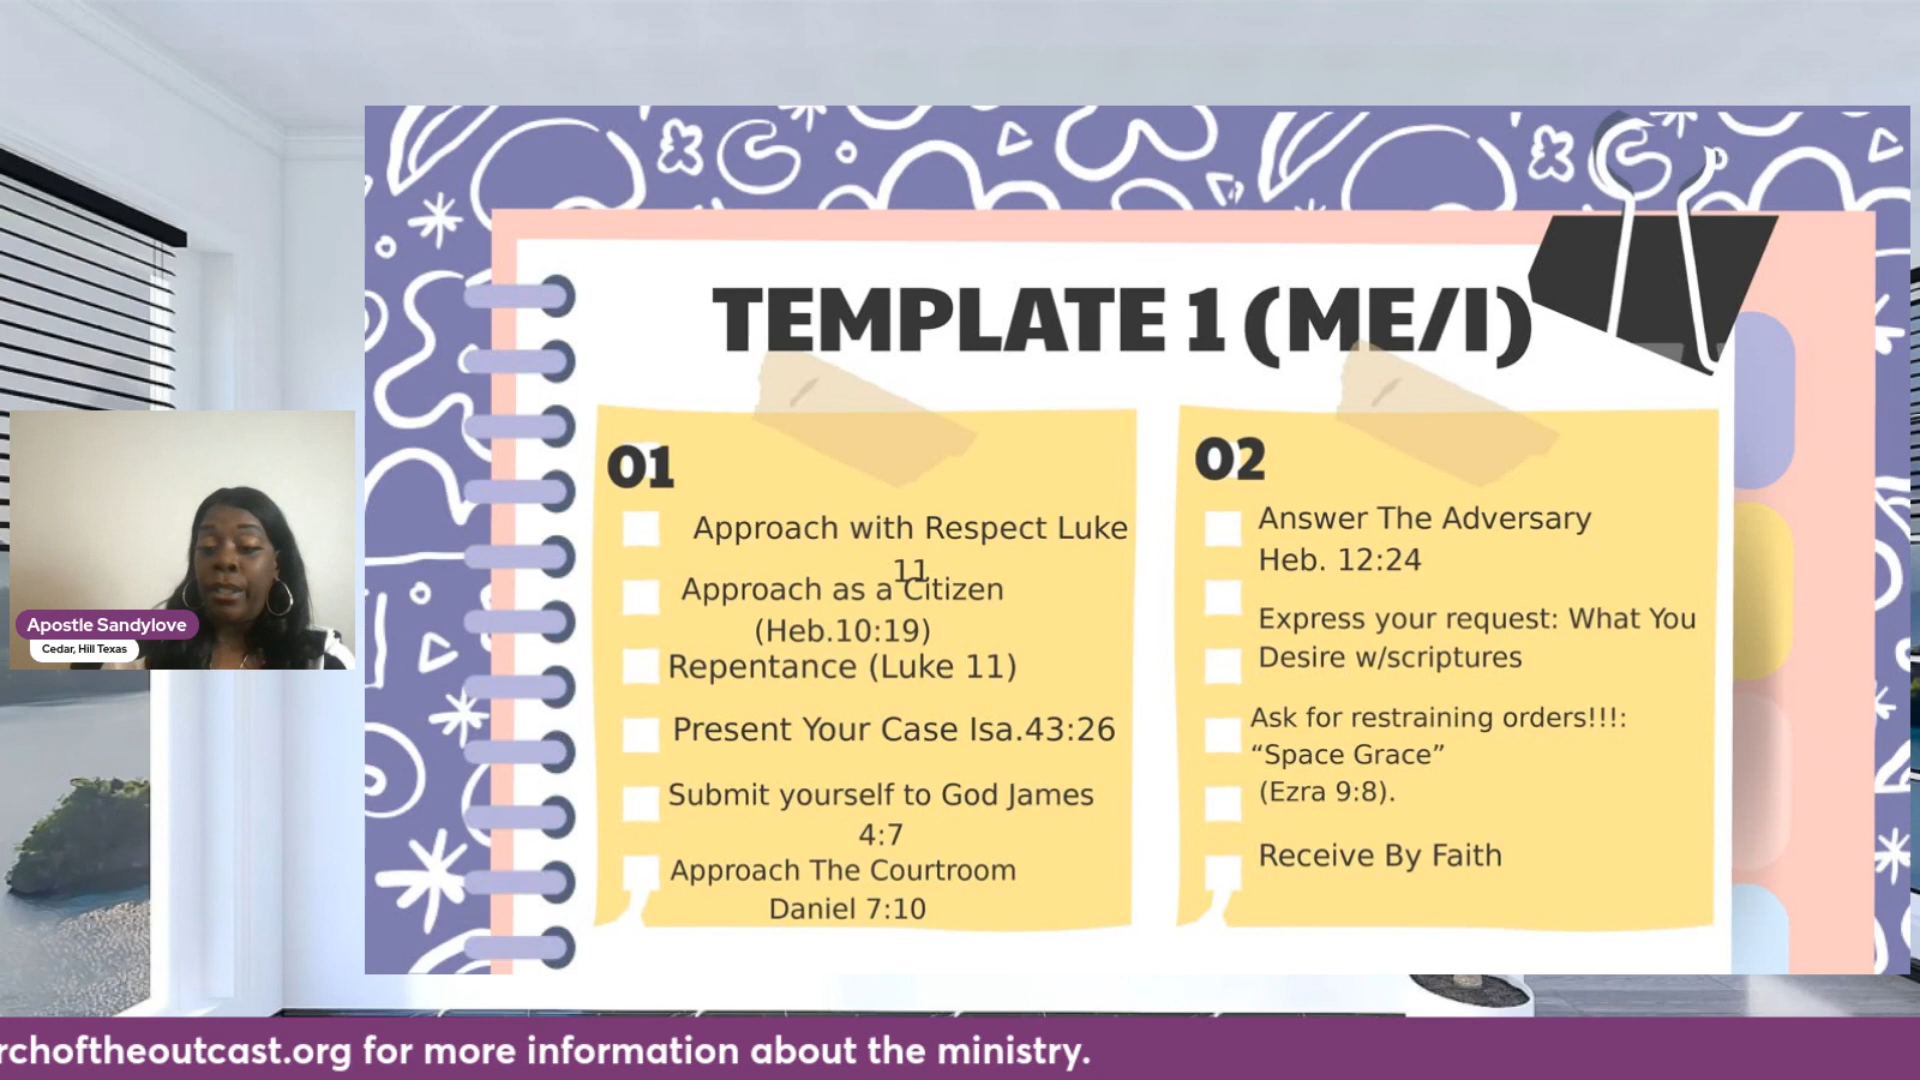 TEMPLATE 1 (ME/I)
01
Approach with Respect Luke
11
Approach as a Citizen
(Heb.10:19)
Repentance (Luke 11)
Present Your Case Isa.43:26
Submit yourself to God James
4:7
Approach The Courtroom
Daniel 7:10
02
Answer The Adversary
Heb. 12:24
Express your request: What You
Desire w/scriptures
Ask for restraining orders!!!:
“Space Grace”
(Ezra 9:8).
Receive By Faith
Apostle Sandylove
Cedar, Hill Texas
rchoftheoutcast.org for more information about the ministry.